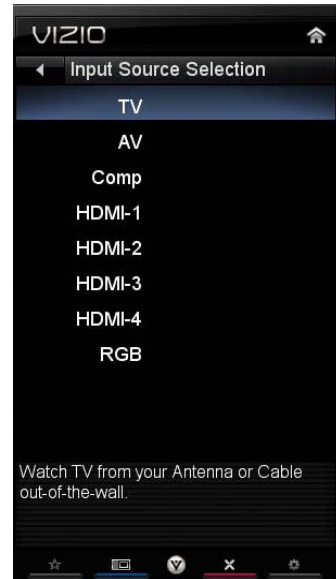 VIZIO
Input Source Selection
TV
AV
Comp
HDMI-1
HDMI-2
HDMI-3
HDMI-4
RGB
Watch TV from your Antenna or Cable
out-of-the-wall.
V